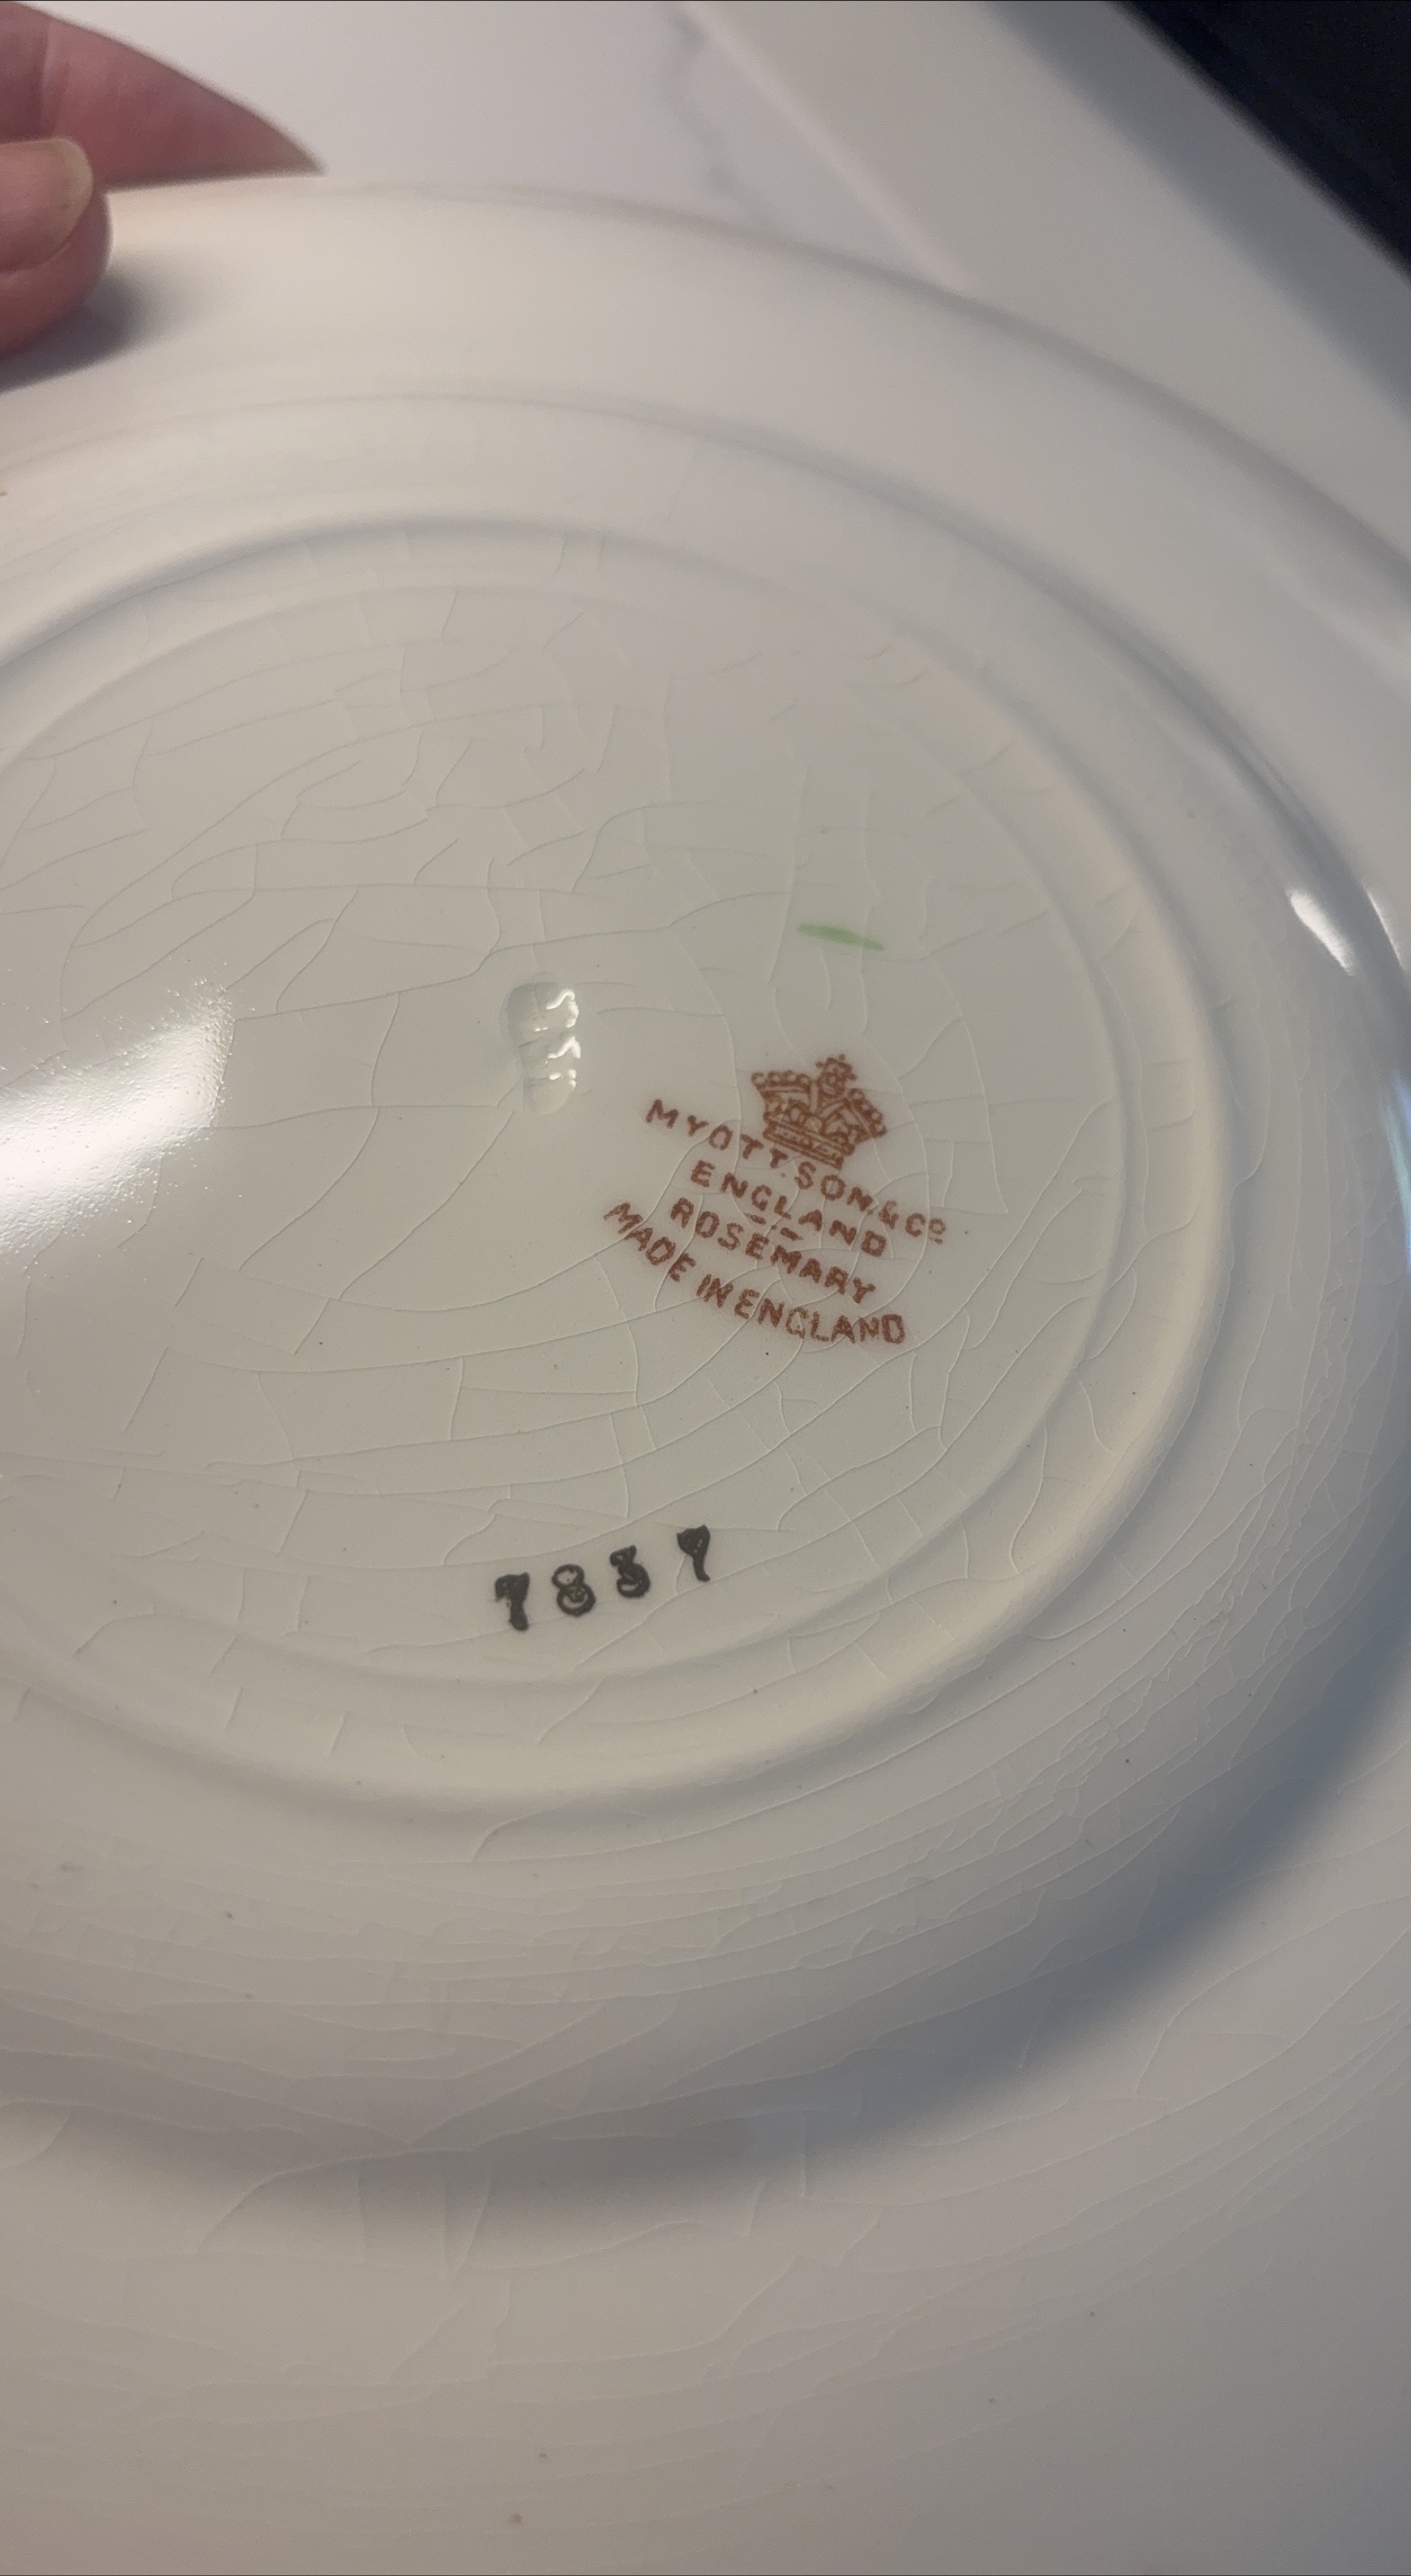 MYOTT.SON.&Cº
ENGLAND
ROSEMARY
MADE IN ENGLAND
7837